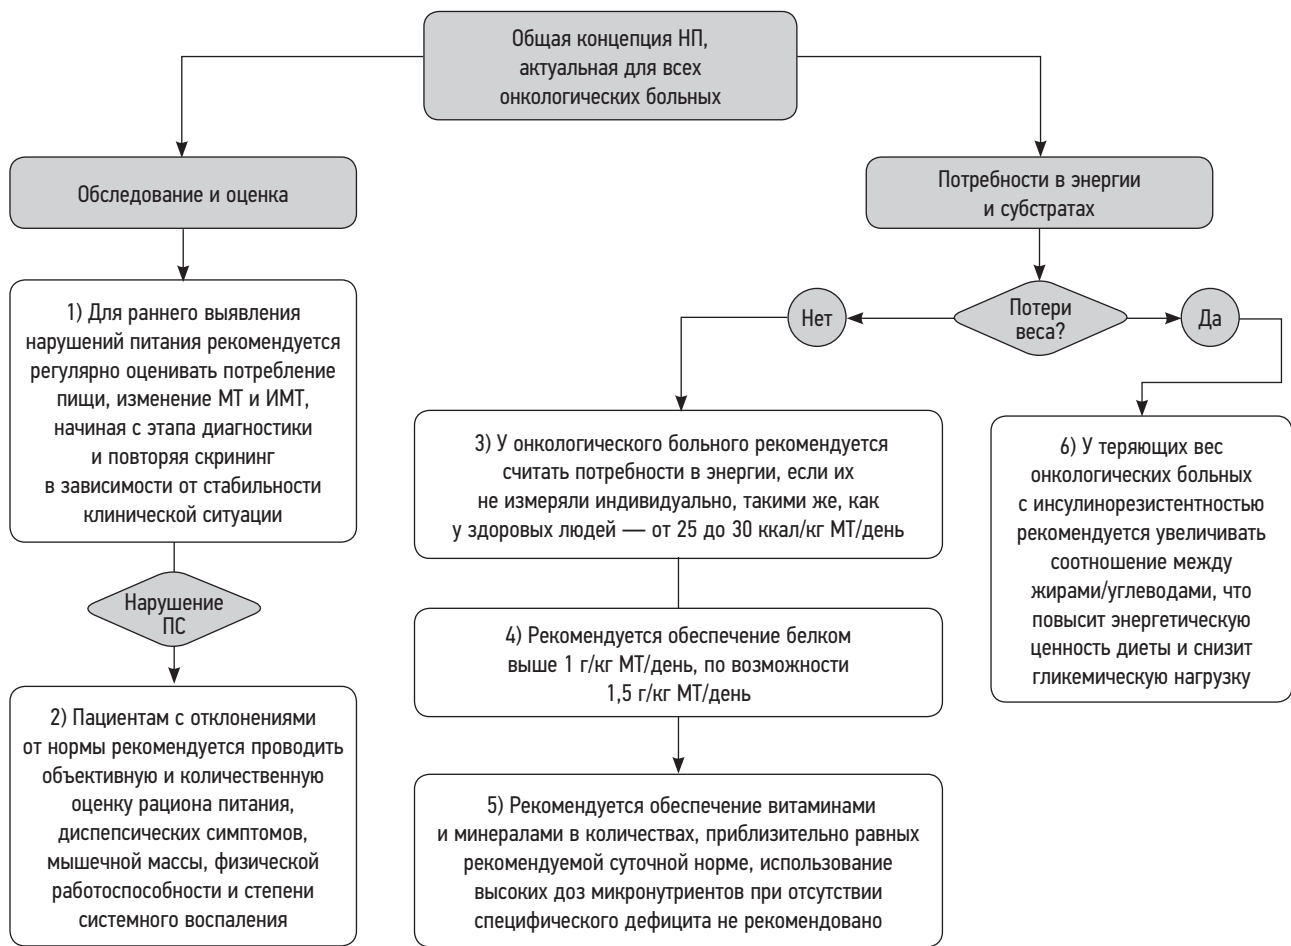 Общая концепция НП,
актуальная для всех
онкологических больных
Обследование и оценка
1) Для раннего выявления
нарушений питания рекомендуется
регулярно оценивать потребление
пищи, изменение МТ и ИМТ,
начиная с этапа диагностики
и повторяя скрининг
в зависимости от стабильности
клинической ситуации
Нарушение
ПС
2) Пациентам с отклонениями
от нормы рекомендуется проводить
объективную и количественную
оценку рациона питания,
диспепсических симптомов,
мышечной массы, физической
работоспособности и степени
системного воспаления
Потребности в энергии
и субстратах
Потери
веса?
Нет
Да
3) У онкологического больного рекомендуется
считать потребности в энергии, если их
не измеряли индивидуально, такими же, как
у здоровых людей — от 25 до 30 ккал/кг МТ/день
4) Рекомендуется обеспечение белком
выше 1 г/кг МТ/день, по возможности
1,5 г/кг МТ/день
5) Рекомендуется обеспечение витаминами
и минералами в количествах, приблизительно равных
рекомендуемой суточной норме, использование
высоких доз микронутриентов при отсутствии
специфического дефицита не рекомендовано
6) У теряющих вес
онкологических больных
с инсулинорезистентностью
рекомендуется увеличивать
соотношение между
жирами/углеводами, что
повысит энергетическую
ценность диеты и снизит
гликемическую нагрузку